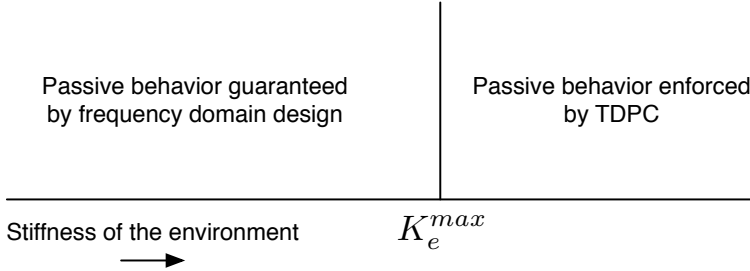 Passive behavior guaranteed
by frequency domain design
Passive behavior enforced
by TDPC
Stiffness of the environment
K_e^{max}